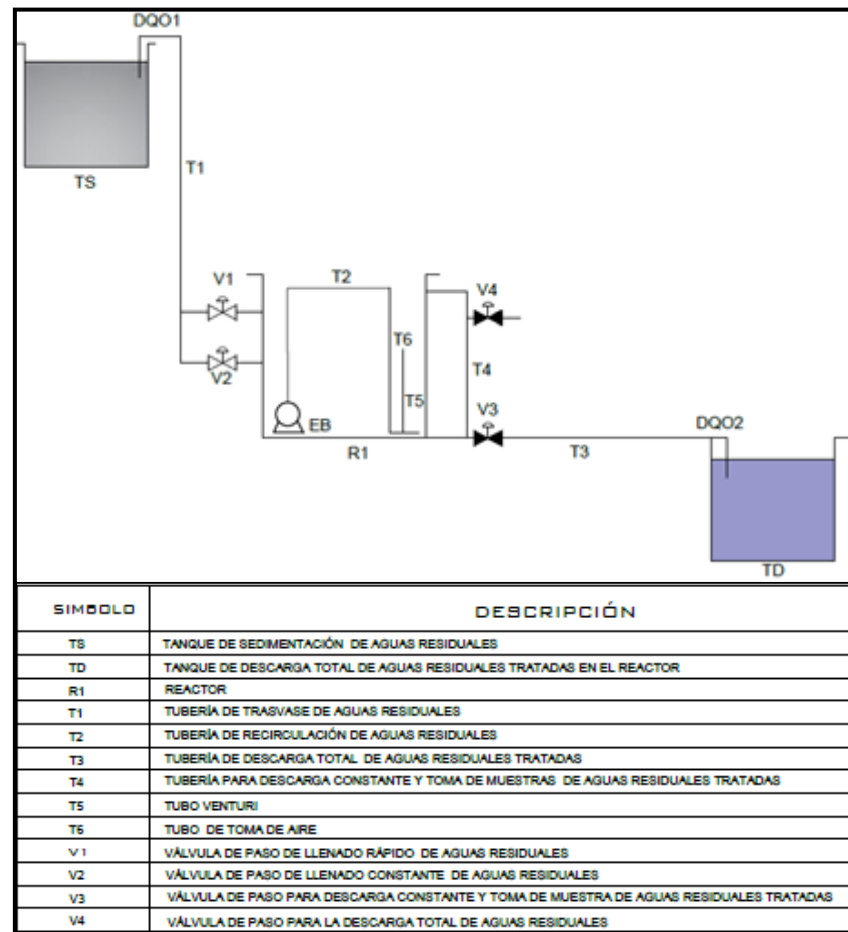 DQO1
TS
T1
V1
T2
V4
T6
V2
T4
T5
V3
DQO2
EB
R1
T3
TD
SIMBOLO DESCRIPCIÓN
TS TANQUE DE SEDIMENTACIÓN DE AGUAS RESIDUALES
TD TANQUE DE DESCARGA TOTAL DE AGUAS RESIDUALES TRATADAS EN EL REACTOR
R1 REACTOR
T1 TUBERÍA DE TRASVASE DE AGUAS RESIDUALES
T2 TUBERÍA DE RECIRCULACIÓN DE AGUAS RESIDUALES
T3 TUBERÍA DE DESCARGA TOTAL DE AGUAS RESIDUALES TRATADAS
T4 TUBERÍA PARA DESCARGA CONSTANTE Y TOMA DE MUESTRAS DE AGUAS RESIDUALES TRATADAS
T5 TUBO VENTURI
T6 TUBO DE TOMA DE AIRE
V1 VÁLVULA DE PASO DE LLENADO RÁPIDO DE AGUAS RESIDUALES
V2 VÁLVULA DE PASO DE LLENADO CONSTANTE DE AGUAS RESIDUALES
V3 VÁLVULA DE PASO PARA DESCARGA CONSTANTE Y TOMA DE MUESTRA DE AGUAS RESIDUALES TRATADAS
V4 VÁLVULA DE PASO PARA LA DESCARGA TOTAL DE AGUAS RESIDUALES